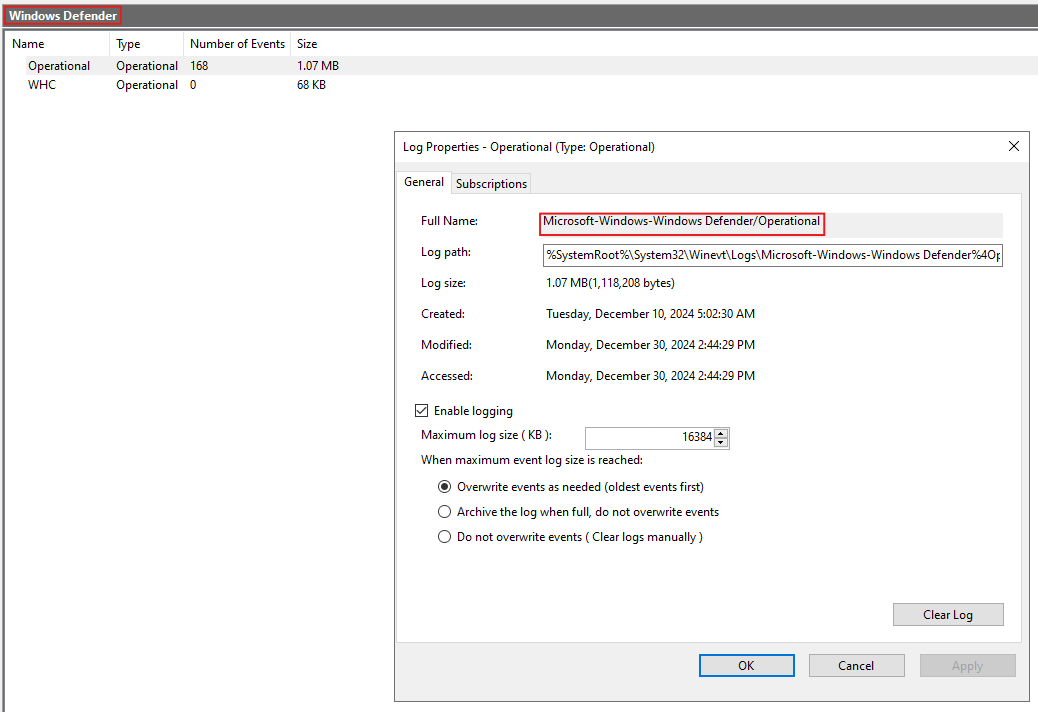 Windows Defender
Name Type Number of Events Size
Operational Operational 168 1.07 MB
WHC Operational 0 68 KB
Log Properties - Operational (Type: Operational)
General Subscriptions
Full Name: Microsoft-Windows-Windows Defender/Operational
Log path: %SystemRoot%\System32\Winevt\Logs\Microsoft-Windows-Windows Defender%4Op
Log size: 1.07 MB(1,118,208 bytes)
Created: Tuesday, December 10, 2024 5:02:30 AM
Modified: Monday, December 30, 2024 2:44:29 PM
Accessed: Monday, December 30, 2024 2:44:29 PM
Enable logging
Maximum log size ( KB ): 16384
When maximum event log size is reached:
Overwrite events as needed (oldest events first)
Archive the log when full, do not overwrite events
Do not overwrite events ( Clear logs manually )
Clear Log
OK Cancel Apply